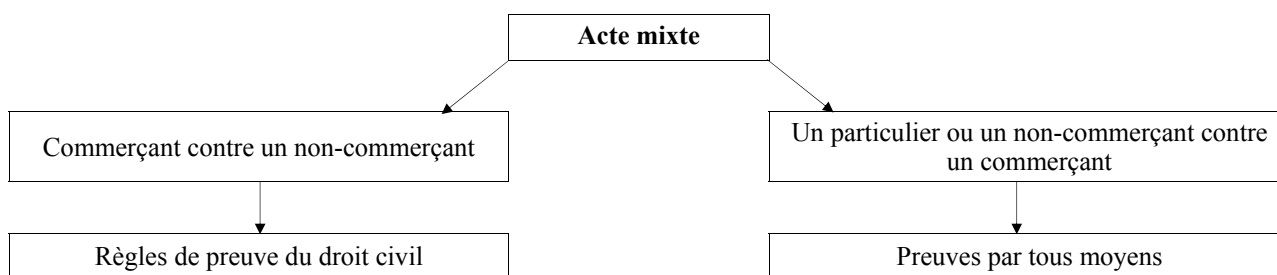 Acte mixte
Commerçant contre un non-commerçant
Un particulier ou un non-commerçant contre
un commerçant
Règles de preuve du droit civil
Preuves par tous moyens